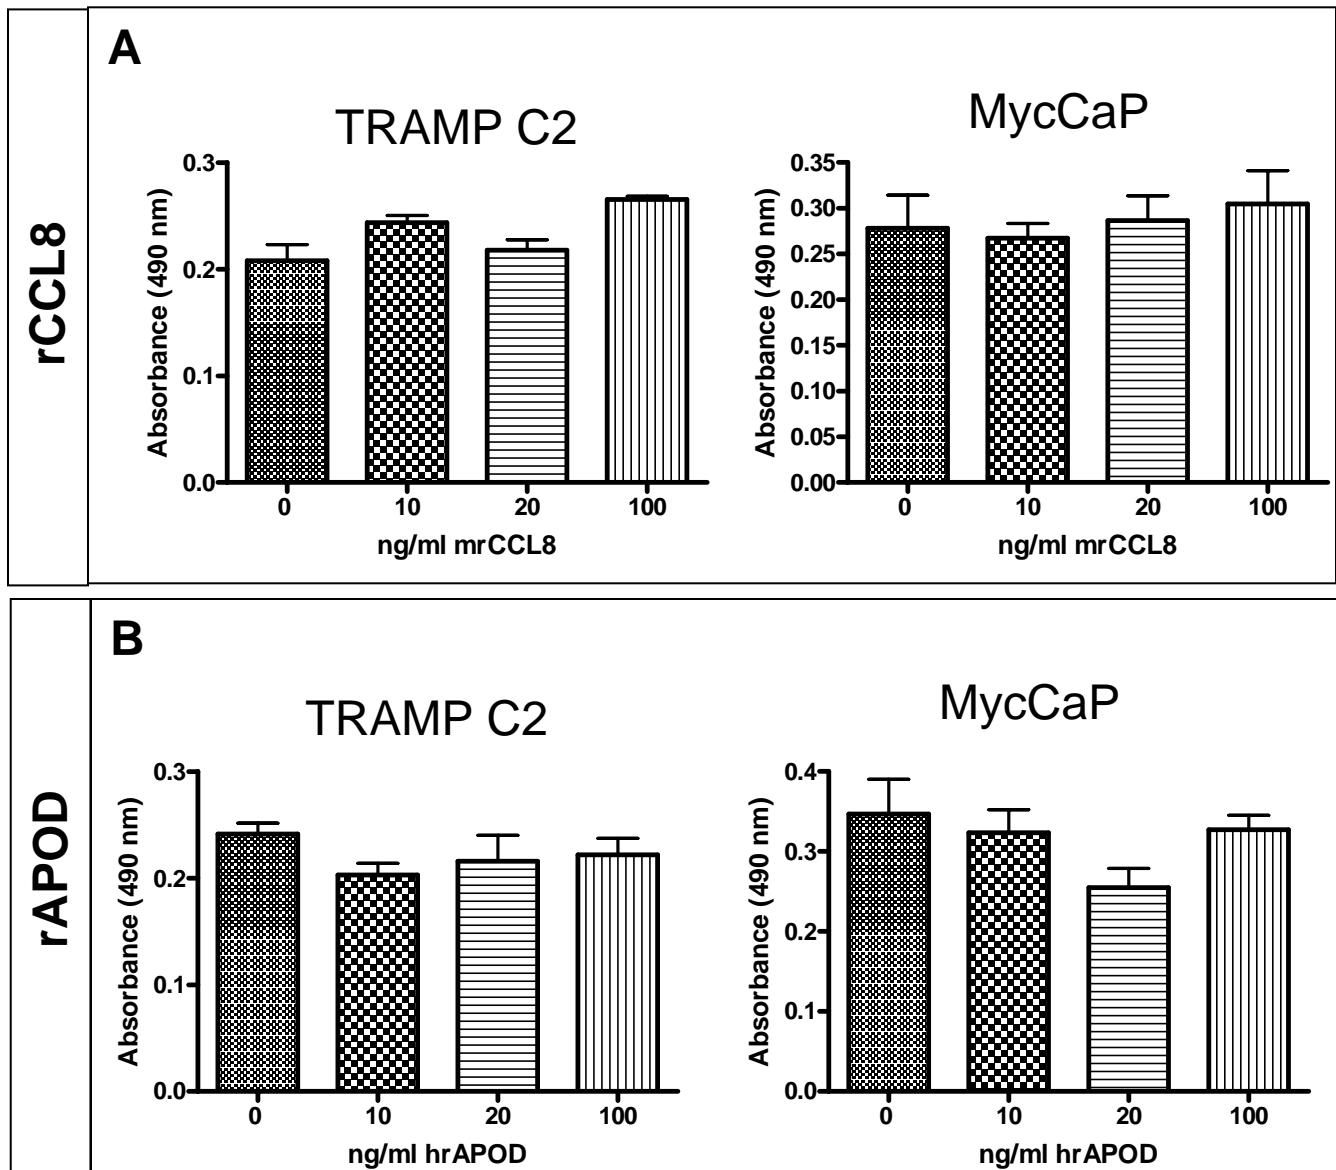 rCCL8
A
TRAMP C2
Absorbance (490 nm)
0.3
0.2
0.1
0.0
0 10 20 100
ng/ml mrCCL8
MycCaP
Absorbance (490 nm)
0.35
0.30
0.25
0.20
0.15
0.10
0.05
0.00
0 10 20 100
ng/ml mrCCL8
rAPOD
B
TRAMP C2
Absorbance (490 nm)
0.3
0.2
0.1
0.0
0 10 20 100
ng/ml hrAPOD
MycCaP
Absorbance (490 nm)
0.4
0.3
0.2
0.1
0.0
0 10 20 100
ng/ml hrAPOD